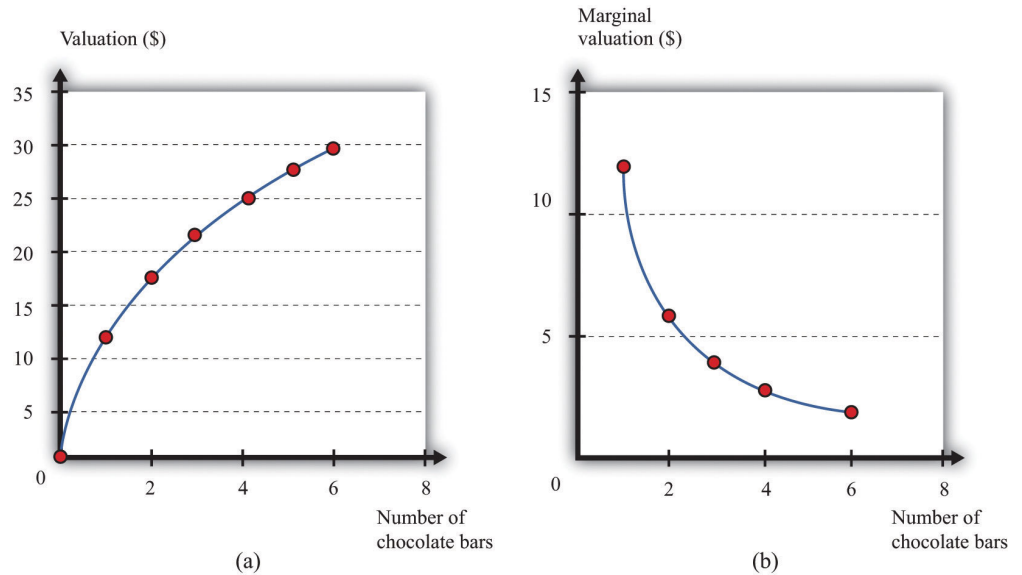 Valuation ($)
35
30
25
20
15
10
5
0
2
4
6
8
Number of
chocolate bars
(a)
Marginal
valuation ($)
15
10
5
0
2
4
6
8
Number of
chocolate bars
(b)